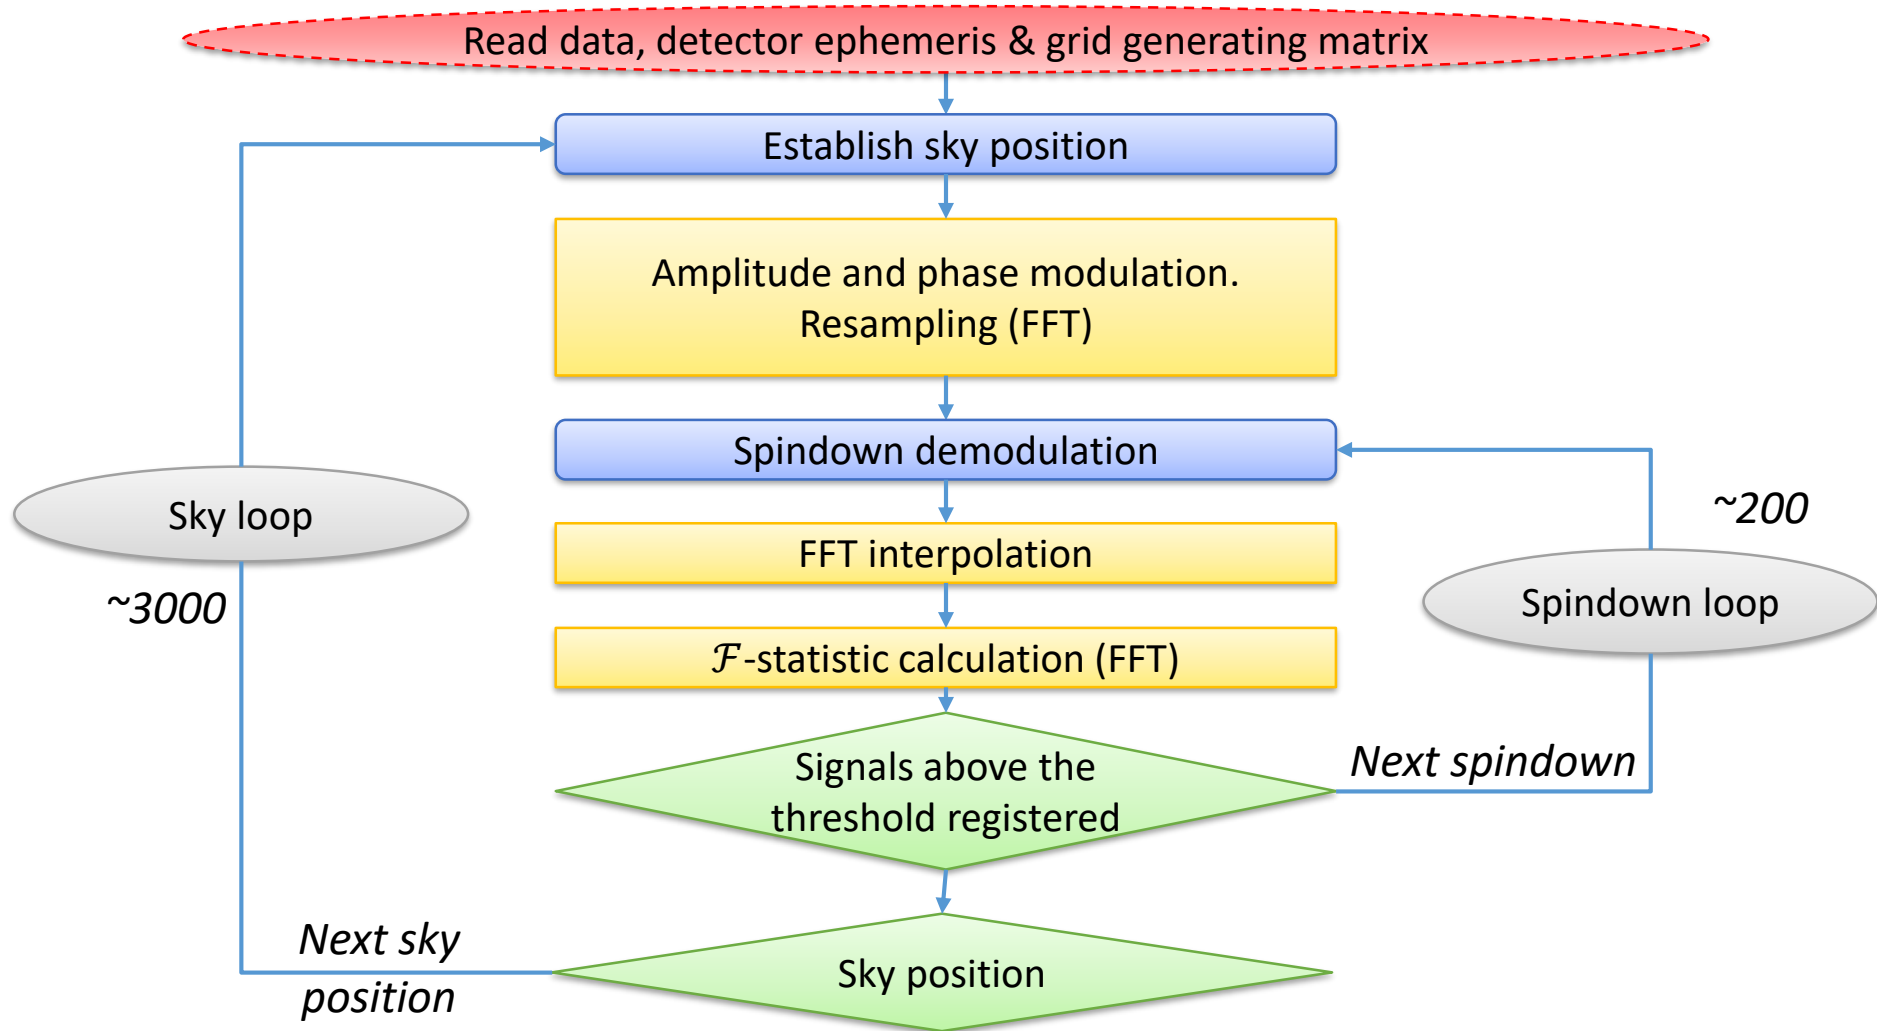 Read data, detector ephemeris & grid generating matrix
Establish sky position
Amplitude and phase modulation.
Resampling (FFT)
Spindown demodulation
~200
Sky loop
FFT interpolation
~3000
Spindown loop
ℱ-statistic calculation (FFT)
Signals above the
threshold registered
Next spindown
Next sky
position
Sky position